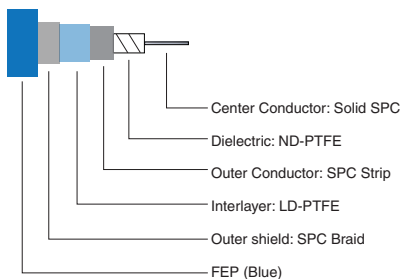 Center Conductor: Solid SPC
Dielectric: ND-PTFE
Outer Conductor: SPC Strip
Interlayer: LD-PTFE
Outer shield: SPC Braid
FEP (Blue)